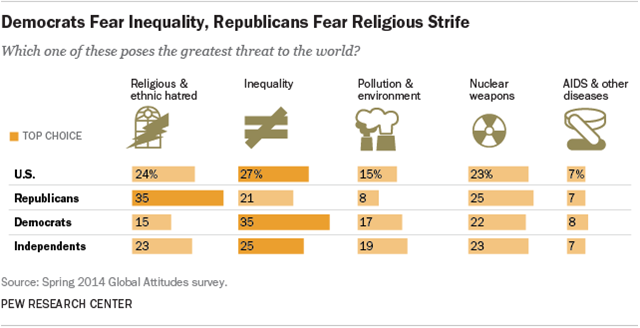 Democrats Fear Inequality, Republicans Fear Religious Strife
Which one of these poses the greatest threat to the world?
Religious & ethnic hatred
Inequality
Pollution & environment
Nuclear weapons
AIDS & other diseases
TOP CHOICE
U.S. 24% 27% 15% 23% 7%
Republicans 35 21 8 25 7
Democrats 15 35 17 22 8
Independents 23 25 19 23 7
Source: Spring 2014 Global Attitudes survey.
PEW RESEARCH CENTER